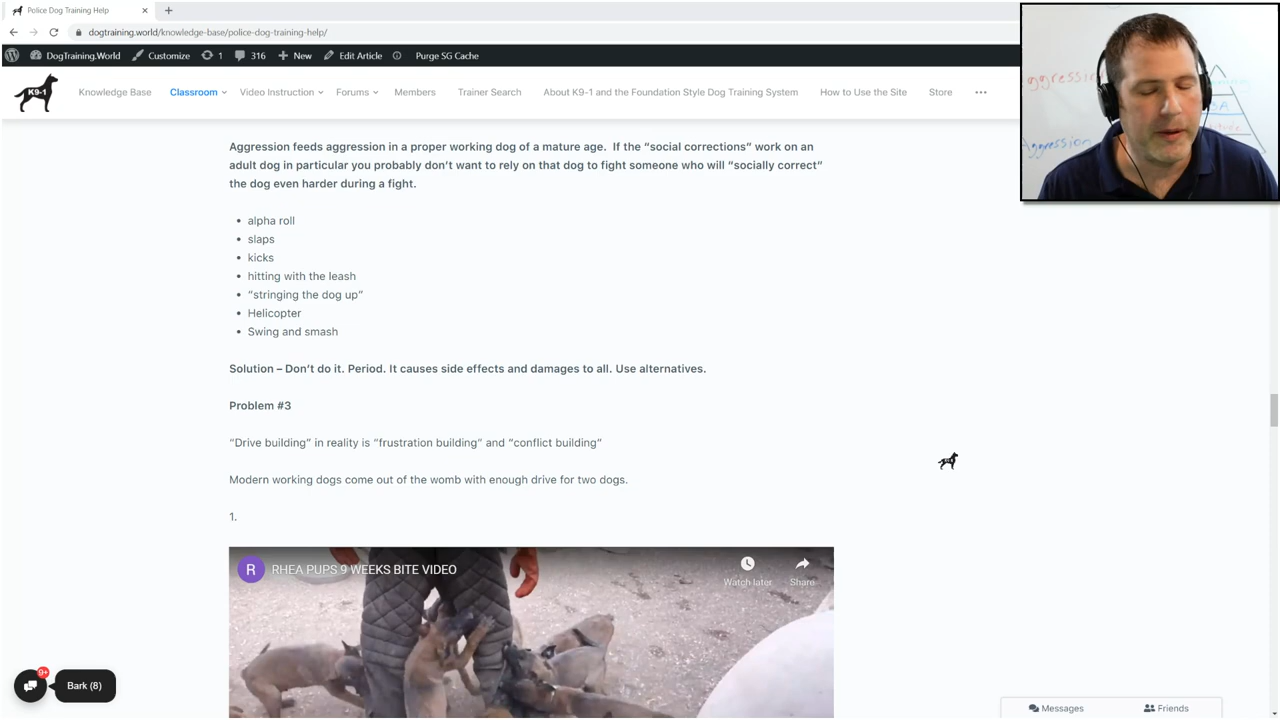 Police Dog Training Help
dogtraining.world/knowledge-base/police-dog-training-help/
DogTraining.World Customize 1 316 New Edit Article Purge SG Cache
K9-1 Knowledge Base Classroom Video Instruction Forums Members Trainer Search About K9-1 and the Foundation Style Dog Training System How to Use the Site Store
Aggression feeds aggression in a proper working dog of a mature age. If the “social corrections” work on an
adult dog in particular you probably don’t want to rely on that dog to fight someone who will “socially correct”
the dog even harder during a fight.
alpha roll
slaps
kicks
hitting with the leash
“stringing the dog up”
Helicopter
Swing and smash
Solution – Don’t do it. Period. It causes side effects and damages to all. Use alternatives.
Problem #3
“Drive building” in reality is “frustration building” and “conflict building”
Modern working dogs come out of the womb with enough drive for two dogs.
1.
R RHEA PUPS 9 WEEKS BITE VIDEO
Watch later Share
9+
Bark (8)
Messages Friends
Aggression